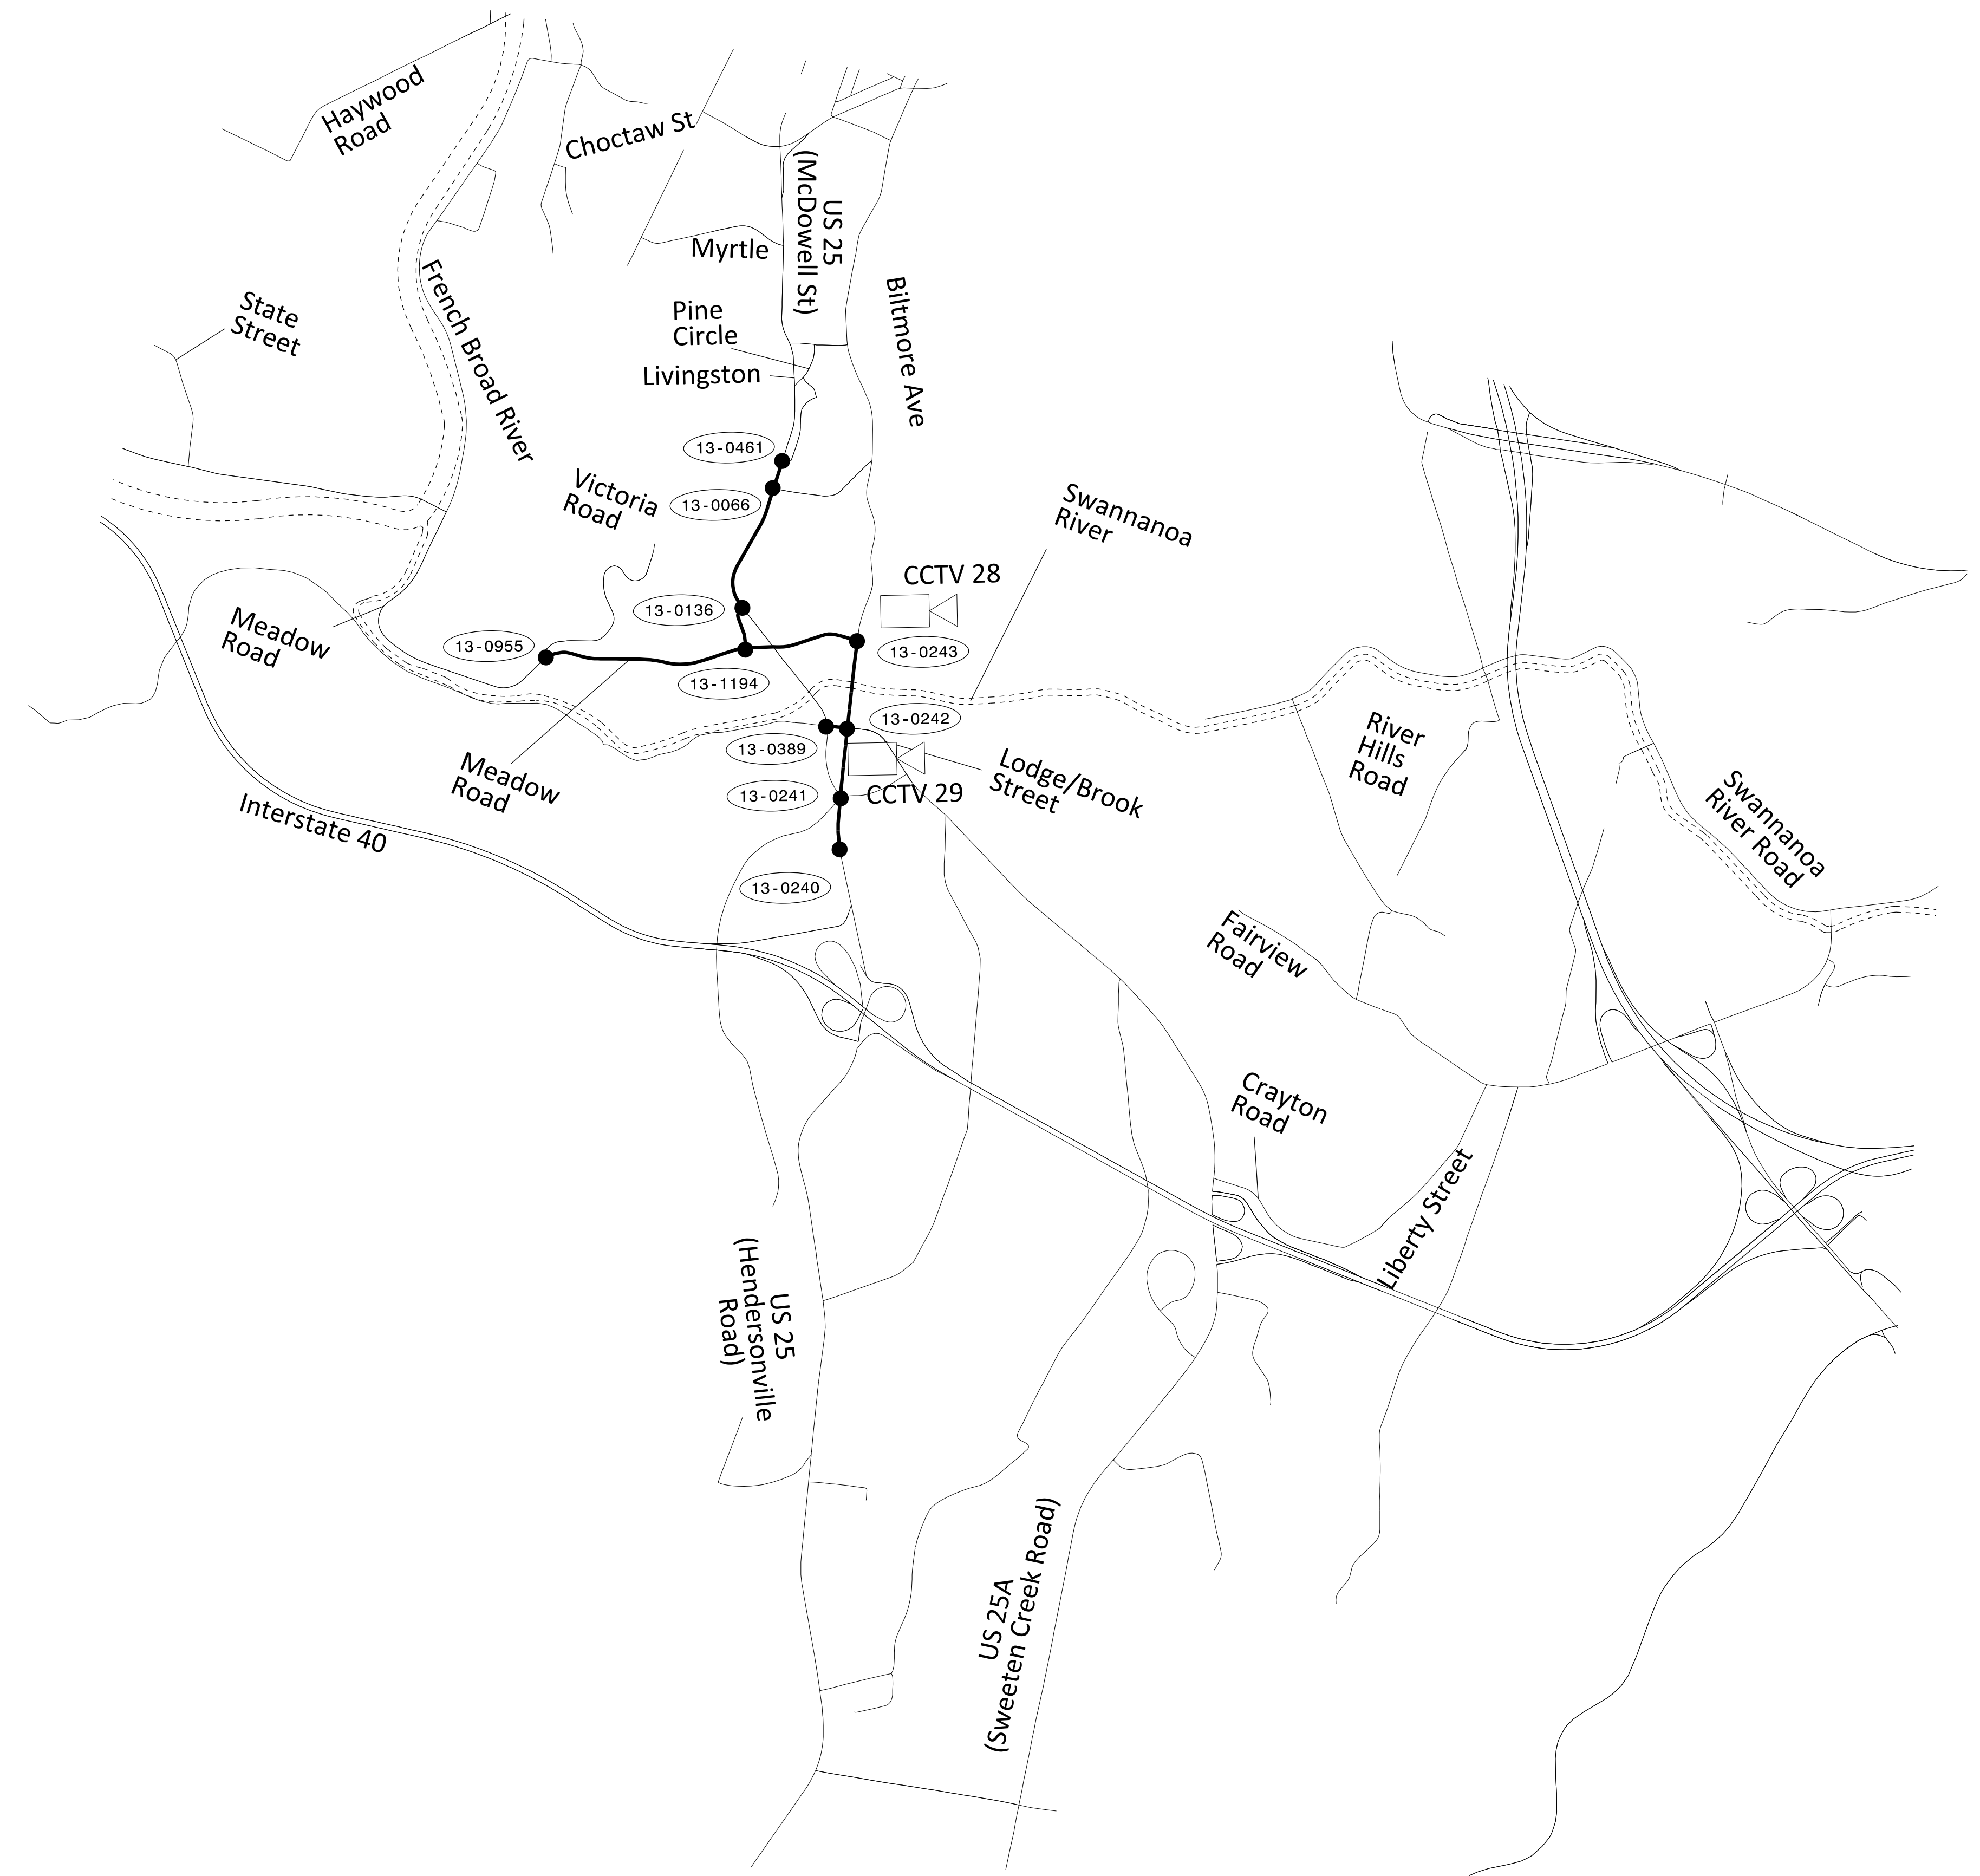 Haywood
Road
Choctaw St
US 25
(McDowell St)
Myrtle
French Broad River
Biltmore Ave
State
Street
Pine
Circle
Livingston
13-0461
Victoria
Road
13-0066
Swannanoa
River
CCTV 28
13-0136
Meadow
Road
13-0955
13-0243
13-1194
13-0242
River
Hills
Road
13-0389
Meadow
Road
Lodge/Brook
Street
Swannanoa
River Road
13-0241
CCTV 29
Interstate 40
13-0240
Fairview
Road
Crayton
Road
Liberty Street
US 25
(Hendersonville
Road)
US 25A
(Sweeten Creek Road)